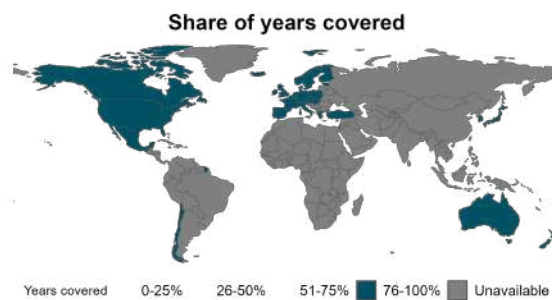 Share of years covered
Years covered 0-25% 26-50% 51-75% 76-100% Unavailable